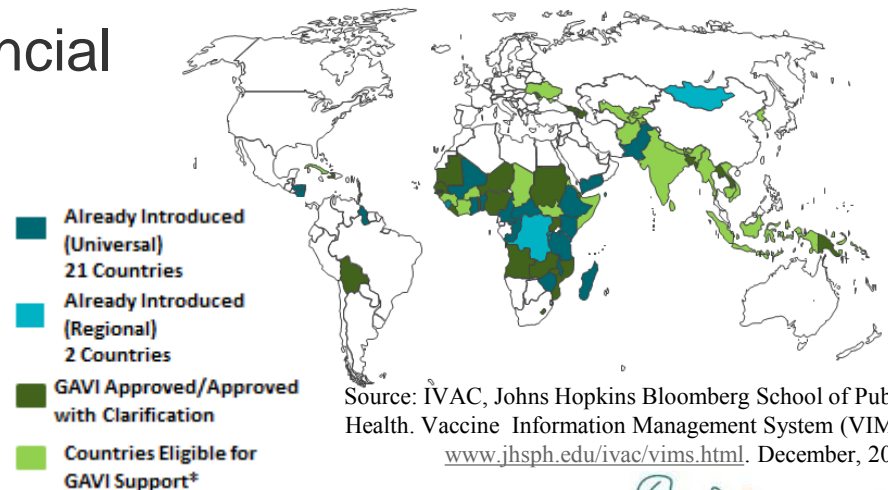 ncial
Already Introduced
(Universal)
21 Countries
Already Introduced
(Regional)
2 Countries
GAVI Approved/Approved
with Clarification
Countries Eligible for
GAVI Support*
Source: IVAC, Johns Hopkins Bloomberg School of Pub
Health. Vaccine Information Management System (VIM
www.jhsph.edu/ivac/vims.html. December, 20